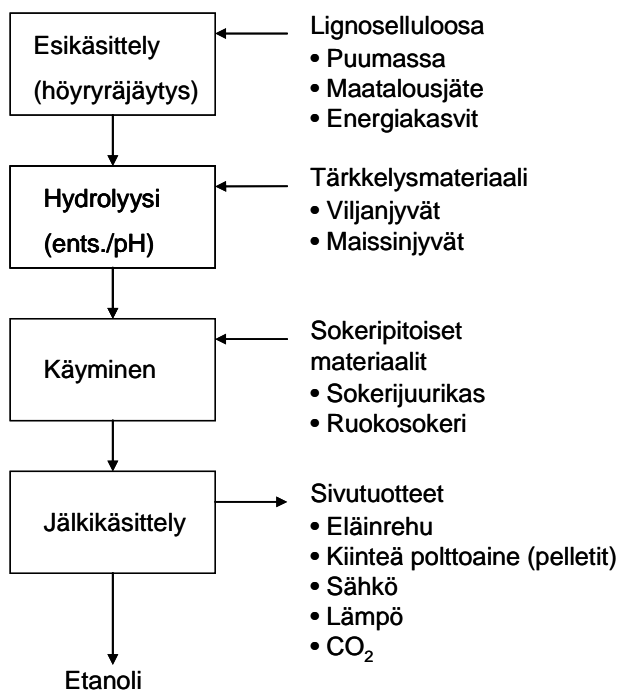 Esikäsittely
(höyryräjäytys)
Lignoselluloosa
• Puumassa
• Maatalousjäte
• Energiakasvit
Hydrolyysi
(ents./pH)
Tärkkelysmateriaali
• Viljanjyvät
• Maissinjyvät
Käyminen
Sokeripitoiset
materiaalit
• Sokerijuurikas
• Ruokosokeri
Jälkikäsittely
Sivutuotteet
• Eläinrehu
• Kiinteä polttoaine (pelletit)
• Sähkö
• Lämpö
• CO₂
Etanoli